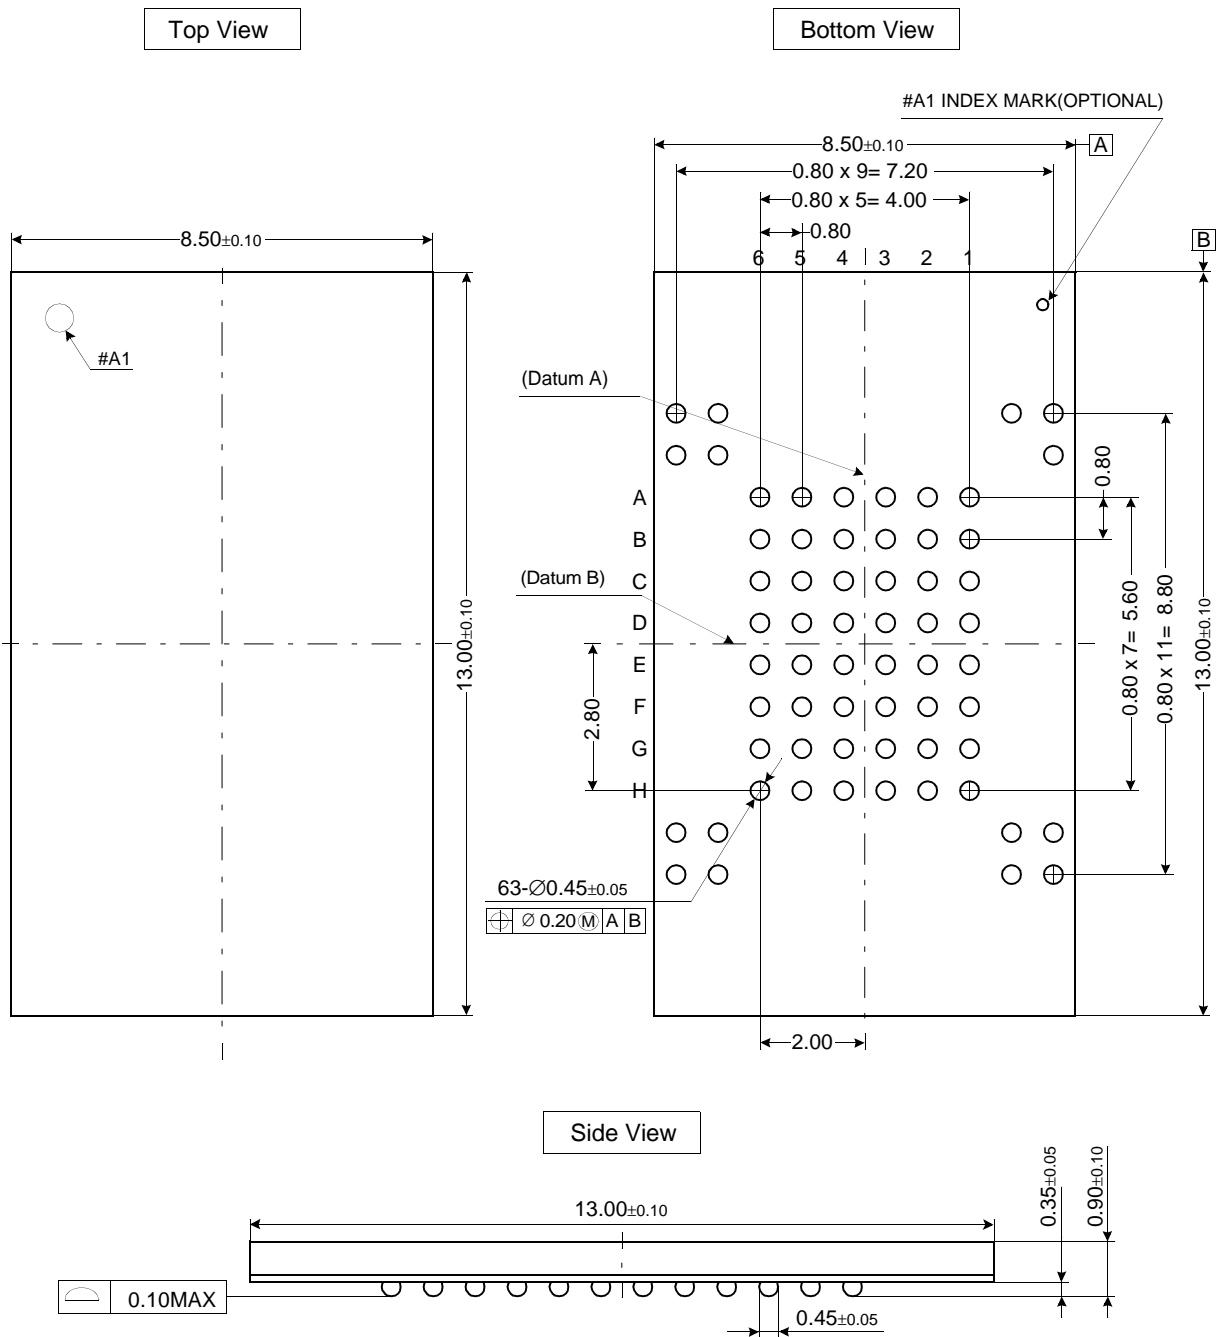 Top View
Bottom View
#A1 INDEX MARK(OPTIONAL)
8.50±0.10
A
0.80 x 9= 7.20
0.80 x 5= 4.00
0.80
B
6 5 4 3 2 1
8.50±0.10
#A1
13.00±0.10
(Datum A)
(Datum B)
A
B
C
D
E
F
G
H
0.80
0.80 x 7= 5.60
0.80 x 11= 8.80
13.00±0.10
2.80
63-∅0.45±0.05
∅ 0.20 Ⓜ A B
2.00
Side View
13.00±0.10
0.35±0.05
0.90±0.10
0.10MAX
0.45±0.05